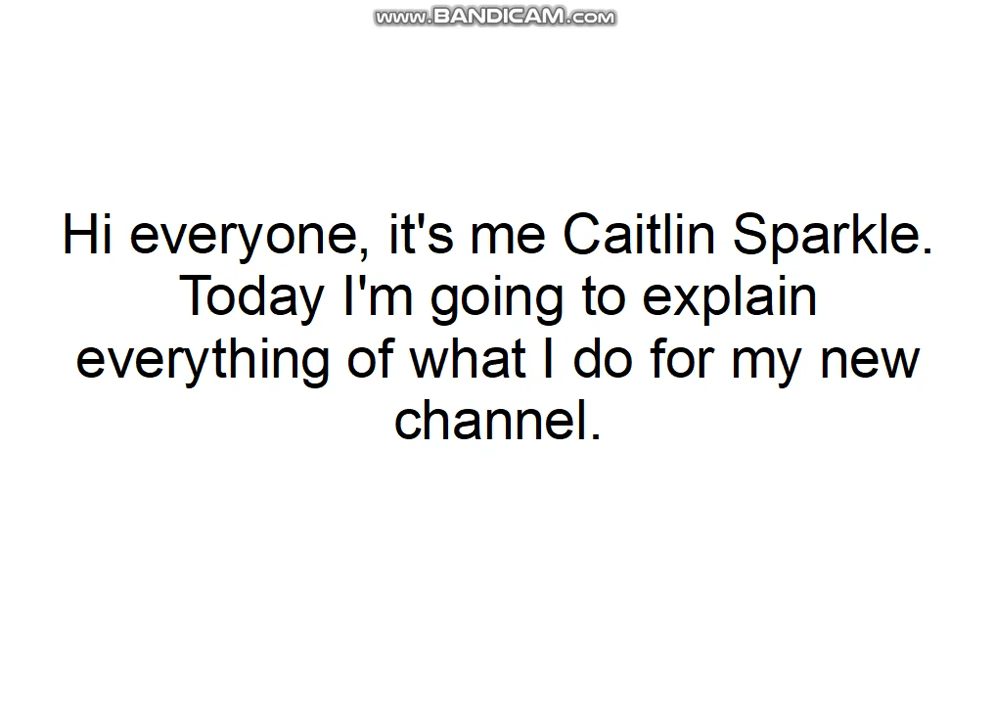 www.BANDICAM.com
Hi everyone, it's me Caitlin Sparkle.
Today I'm going to explain
everything of what I do for my new
channel.